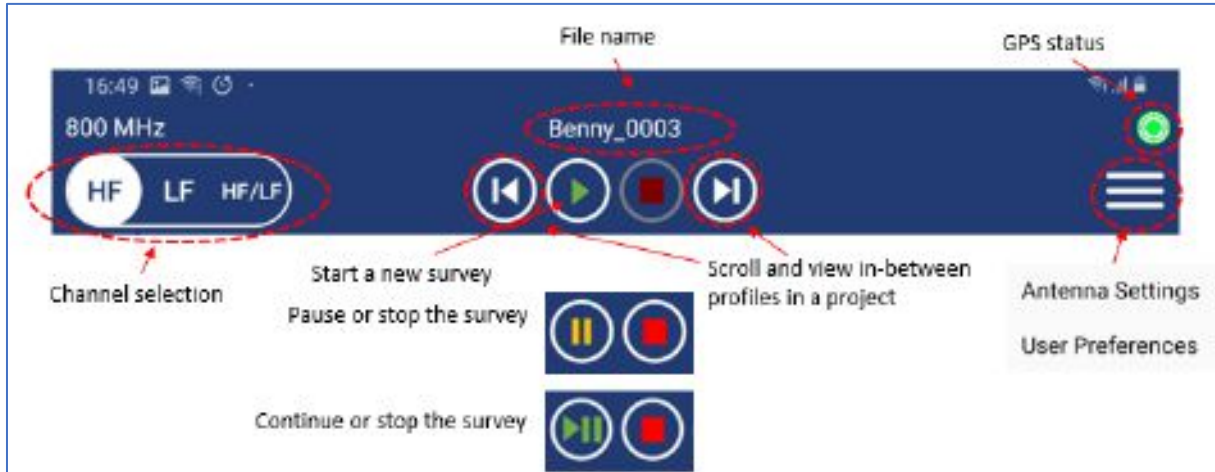 File name
GPS status
16:49
800 MHz
Benny_0003
HF LF HF/LF
Start a new survey
Scroll and view in-between
profiles in a project
Channel selection
Pause or stop the survey
Antenna Settings
User Preferences
Continue or stop the survey